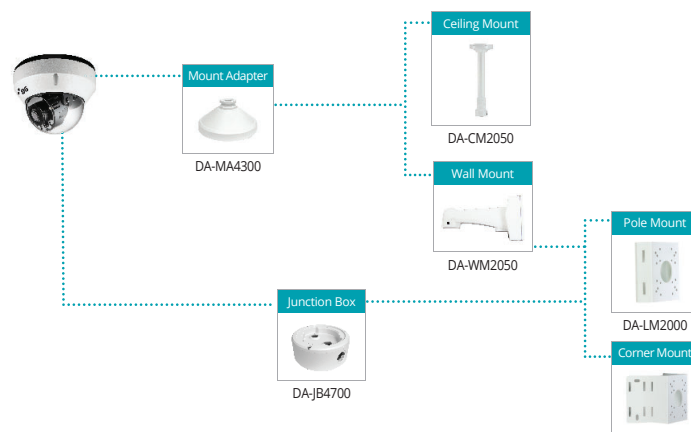 Ceiling Mount
DA-CM2050
Mount Adapter
DA-MA4300
Wall Mount
DA-WM2050
Pole Mount
DA-LM2000
Junction Box
DA-JB4700
Corner Mount